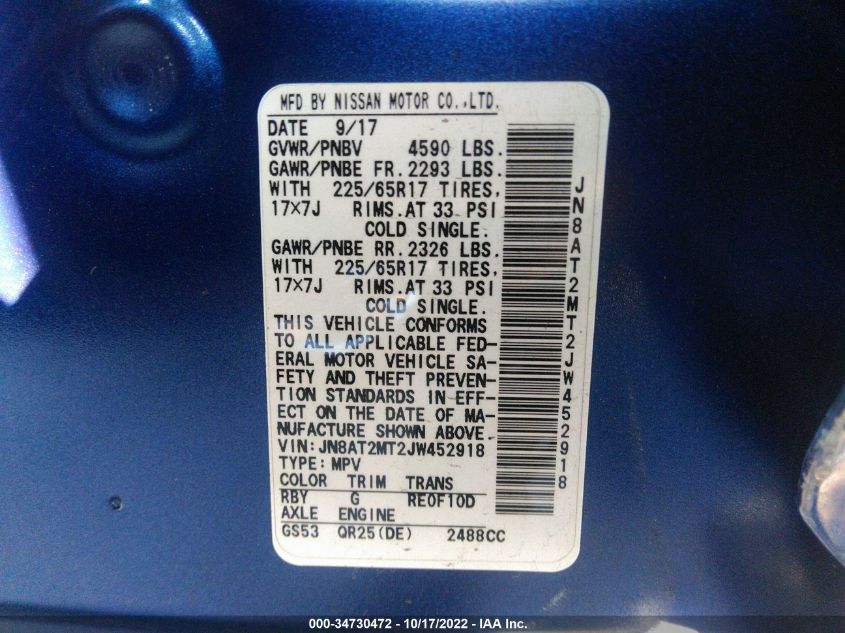 MFD BY NISSAN MOTOR CO.,LTD.
DATE 9/17
GVWR/PNBV 4590 LBS.
GAWR/PNBE FR. 2293 LBS.
WITH 225/65R17 TIRES,
17×7J RIMS. AT 33 PSI
COLD SINGLE.
GAWR/PNBE RR. 2326 LBS.
WITH 225/65R17 TIRES,
17×7J RIMS. AT 33 PSI
COLD SINGLE.
THIS VEHICLE CONFORMS
TO ALL APPLICABLE FED-
ERAL MOTOR VEHICLE SA-
FETY AND THEFT PREVEN-
TION STANDARDS IN EFF-
ECT ON THE DATE OF MA-
NUFACTURE SHOWN ABOVE.
VIN:JN8AT2MT2JW452918
TYPE:MPV
COLOR TRIM TRANS
RBY G RE0F10D
AXLE ENGINE
GS53 QR25(DE) 2488CC
JN8AT2MT2JW452918
000-34730472 - 10/17/2022 - IAA Inc.